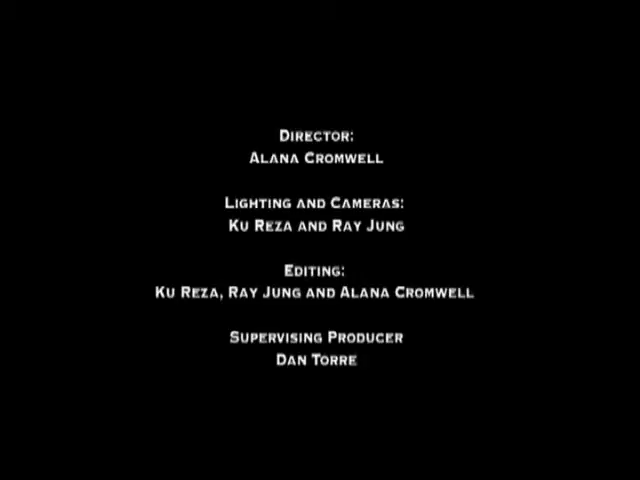 Director:
Alana Cromwell
Lighting and Cameras:
Ku Reza and Ray Jung
Editing:
Ku Reza, Ray Jung and Alana Cromwell
Supervising Producer
Dan Torre